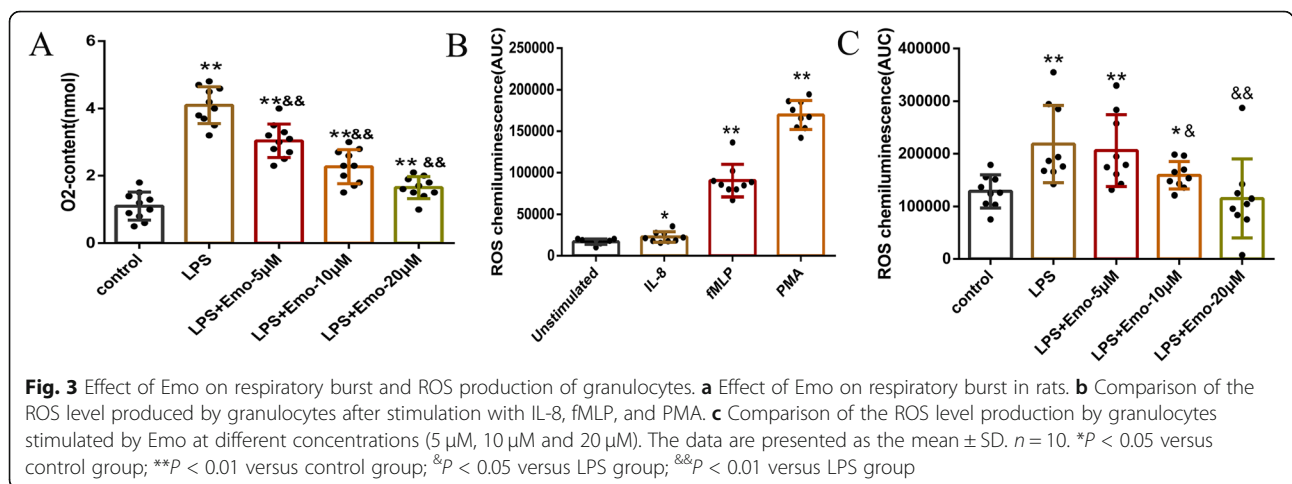 A
O2-content(nmol)
6
4
2
0
**
**&&
**&&
** &&
control
LPS
LPS+Emo-5μM
LPS+Emo-10μM
LPS+Emo-20μM
B
ROS chemiluminescence(AUC)
250000
200000
150000
100000
50000
0
*
**
**
Unstimulated
IL-8
fMLP
PMA
C
ROS chemiluminescence(AUC)
400000
300000
200000
100000
0
**
**
* &
&&
control
LPS
LPS+Emo-5μM
LPS+Emo-10μM
LPS+Emo-20μM
Fig. 3 Effect of Emo on respiratory burst and ROS production of granulocytes. a Effect of Emo on respiratory burst in rats. b Comparison of the
ROS level produced by granulocytes after stimulation with IL-8, fMLP, and PMA. c Comparison of the ROS level production by granulocytes
stimulated by Emo at different concentrations (5 μM, 10 μM and 20 μM). The data are presented as the mean ± SD. n = 10. *P < 0.05 versus
control group; **P < 0.01 versus control group; &P < 0.05 versus LPS group; &&P < 0.01 versus LPS group